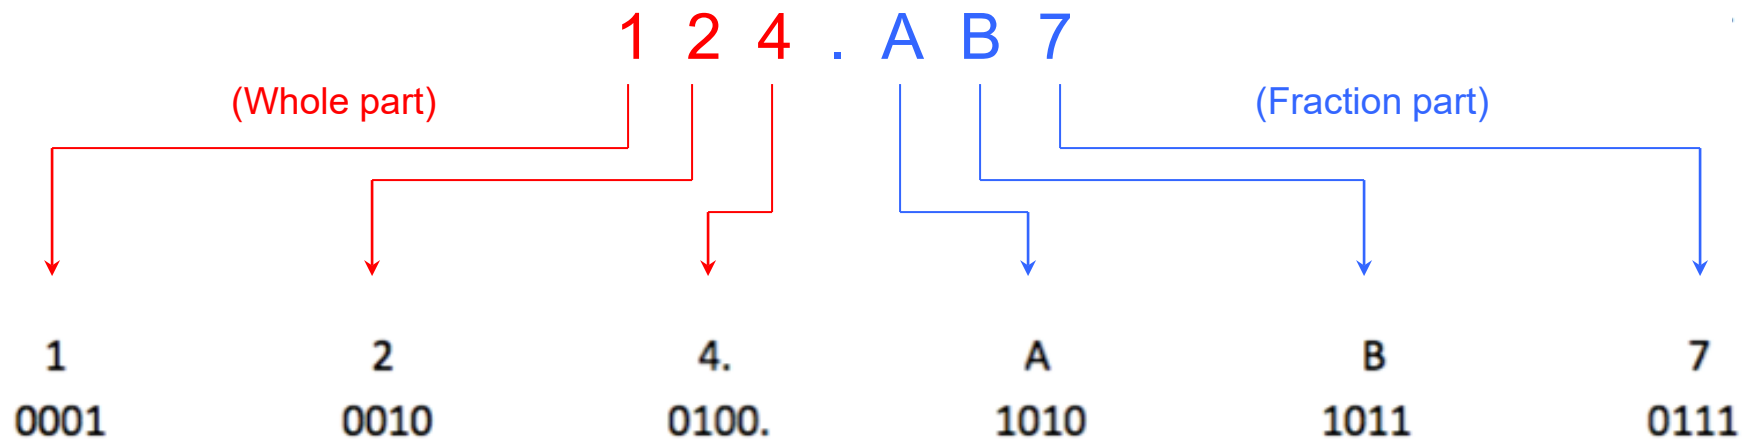 1 2 4 . A B 7
(Whole part) (Fraction part)
1 2 4. A B 7
0001 0010 0100. 1010 1011 0111